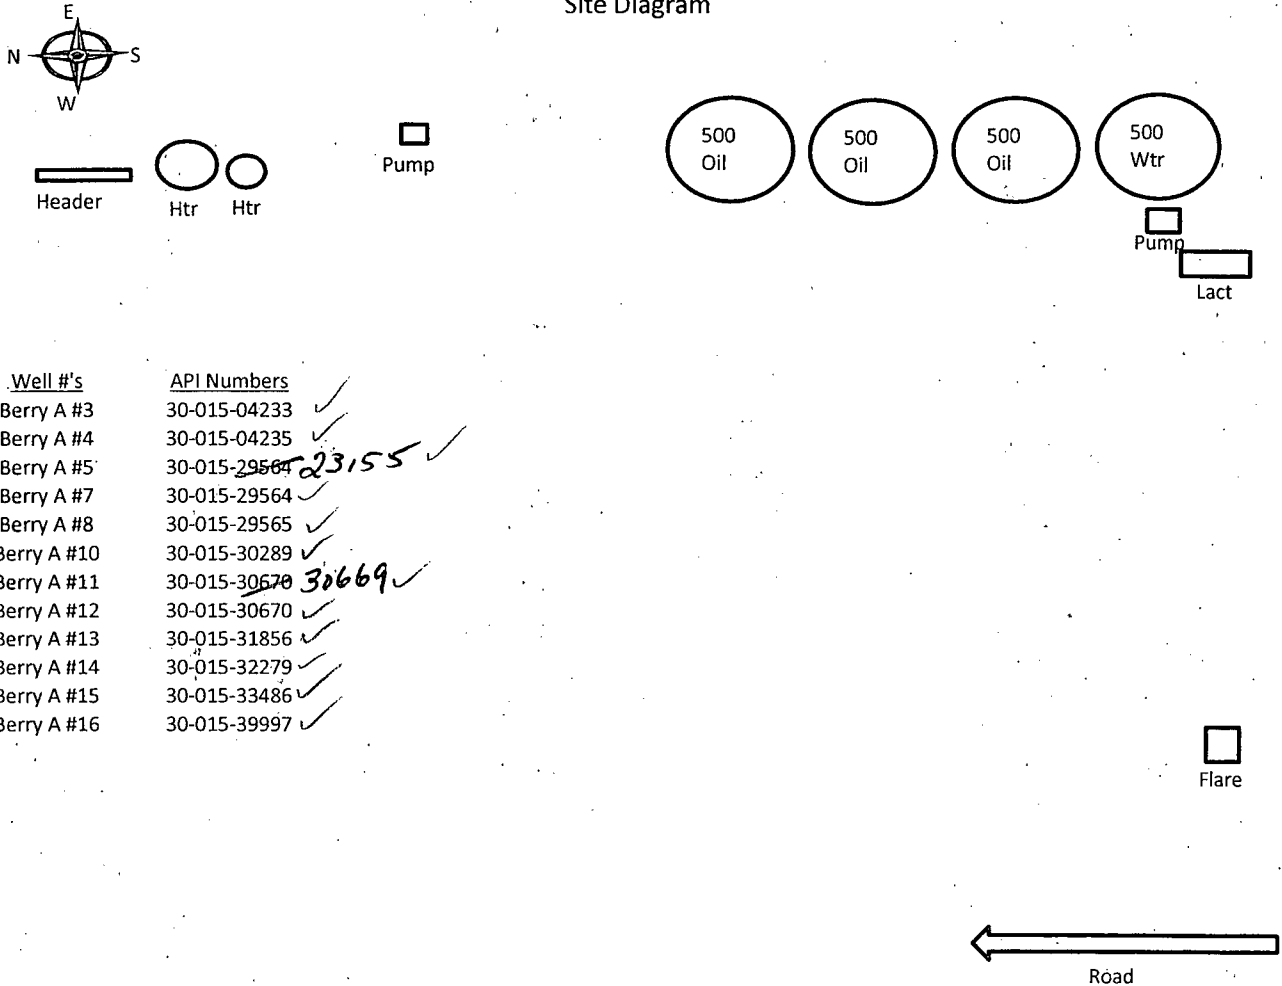 Site Diagram
E
N S
W
Header
Htr
Htr
Pump
500
Oil
500
Oil
500
Oil
500
Wtr
Pump
Lact
Well #'s API Numbers
Berry A #3 30-015-04233
Berry A #4 30-015-04235
Berry A #5 30-015-29564 23155
Berry A #7 30-015-29564
Berry A #8 30-015-29565
Berry A #10 30-015-30289
Berry A #11 30-015-30670 30669
Berry A #12 30-015-30670
Berry A #13 30-015-31856
Berry A #14 30-015-32279
Berry A #15 30-015-33486
Berry A #16 30-015-39997
Flare
Road